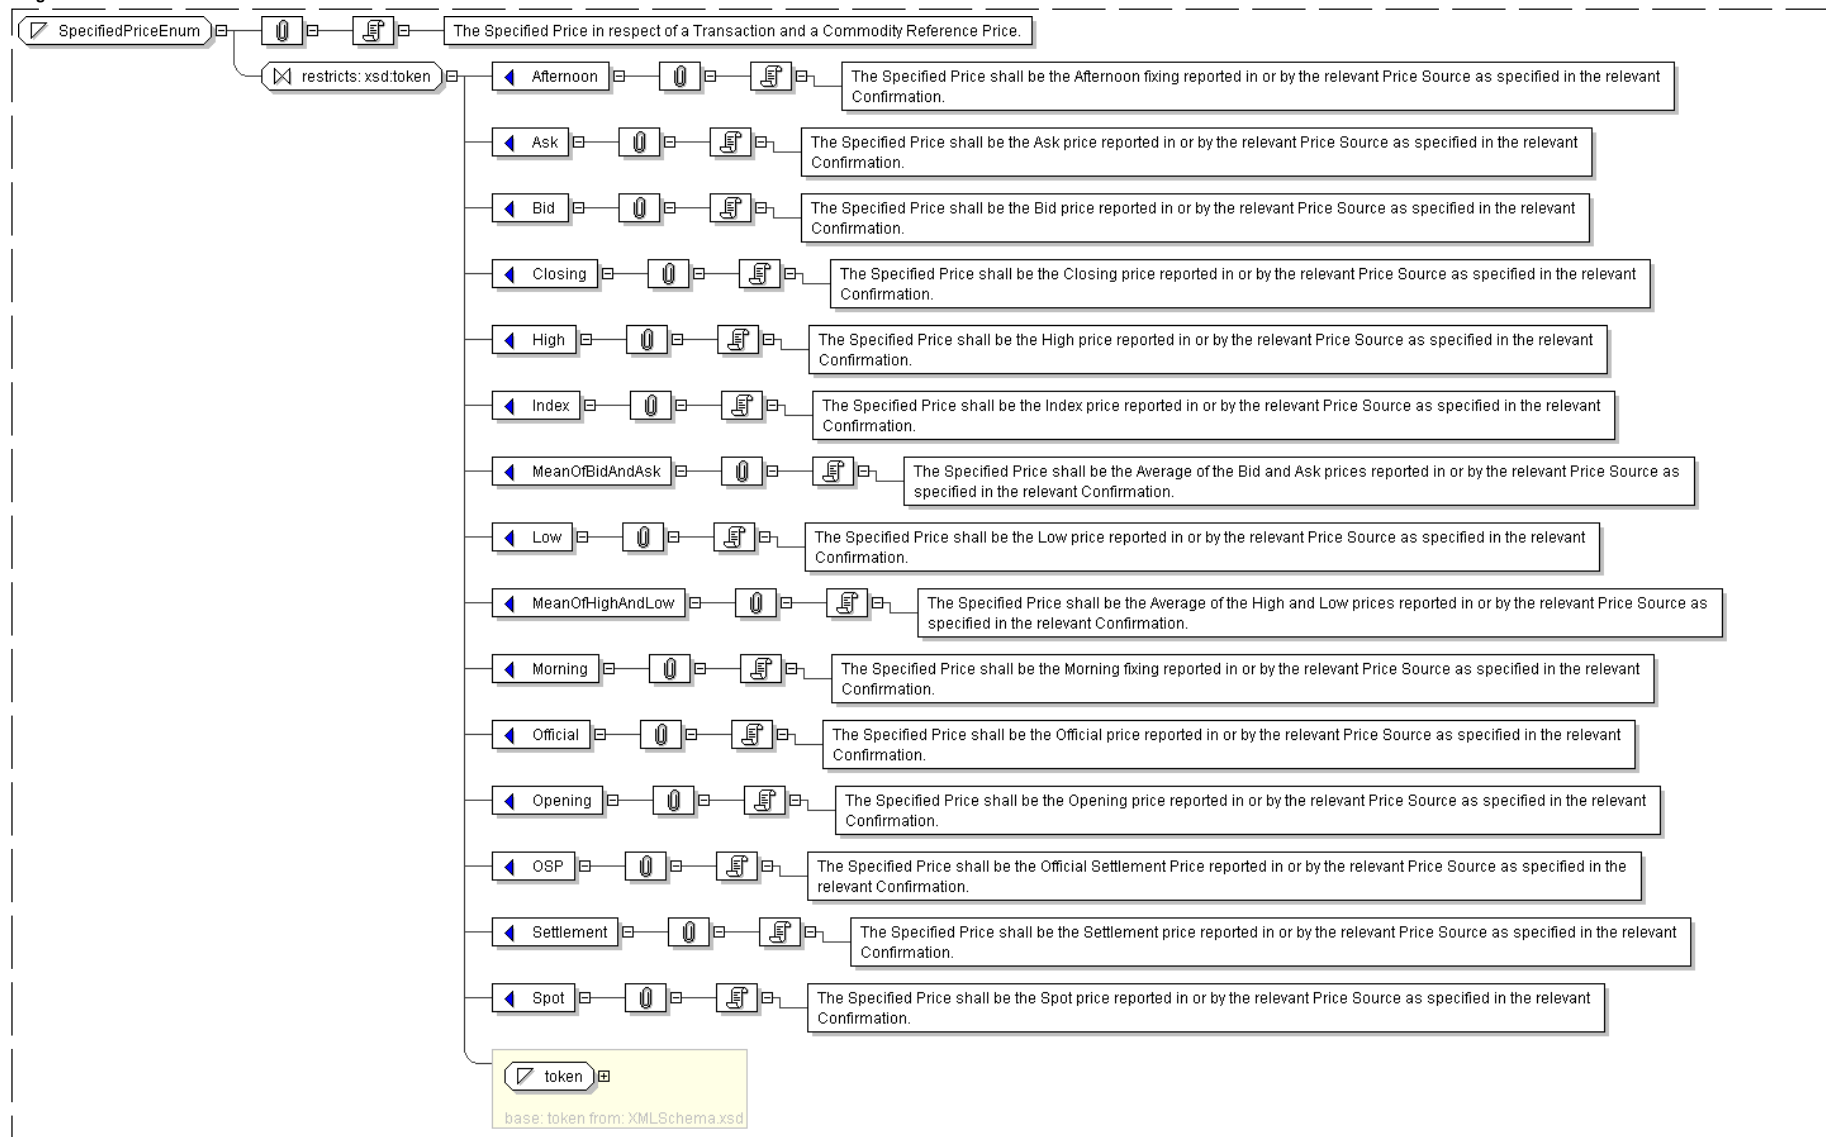 SpecifiedPriceEnum
The Specified Price in respect of a Transaction and a Commodity Reference Price.
restricts: xsd:token
Afternoon
The Specified Price shall be the Afternoon fixing reported in or by the relevant Price Source as specified in the relevant
Confirmation.
Ask
The Specified Price shall be the Ask price reported in or by the relevant Price Source as specified in the relevant
Confirmation.
Bid
The Specified Price shall be the Bid price reported in or by the relevant Price Source as specified in the relevant
Confirmation.
Closing
The Specified Price shall be the Closing price reported in or by the relevant Price Source as specified in the relevant
Confirmation.
High
The Specified Price shall be the High price reported in or by the relevant Price Source as specified in the relevant
Confirmation.
Index
The Specified Price shall be the Index price reported in or by the relevant Price Source as specified in the relevant
Confirmation.
MeanOfBidAndAsk
The Specified Price shall be the Average of the Bid and Ask prices reported in or by the relevant Price Source as
specified in the relevant Confirmation.
Low
The Specified Price shall be the Low price reported in or by the relevant Price Source as specified in the relevant
Confirmation.
MeanOfHighAndLow
The Specified Price shall be the Average of the High and Low prices reported in or by the relevant Price Source as
specified in the relevant Confirmation.
Morning
The Specified Price shall be the Morning fixing reported in or by the relevant Price Source as specified in the relevant
Confirmation.
Official
The Specified Price shall be the Official price reported in or by the relevant Price Source as specified in the relevant
Confirmation.
Opening
The Specified Price shall be the Opening price reported in or by the relevant Price Source as specified in the relevant
Confirmation.
OSP
The Specified Price shall be the Official Settlement Price reported in or by the relevant Price Source as specified in the
relevant Confirmation.
Settlement
The Specified Price shall be the Settlement price reported in or by the relevant Price Source as specified in the relevant
Confirmation.
Spot
The Specified Price shall be the Spot price reported in or by the relevant Price Source as specified in the relevant
Confirmation.
token
base: token from: XMLSchema.xsd